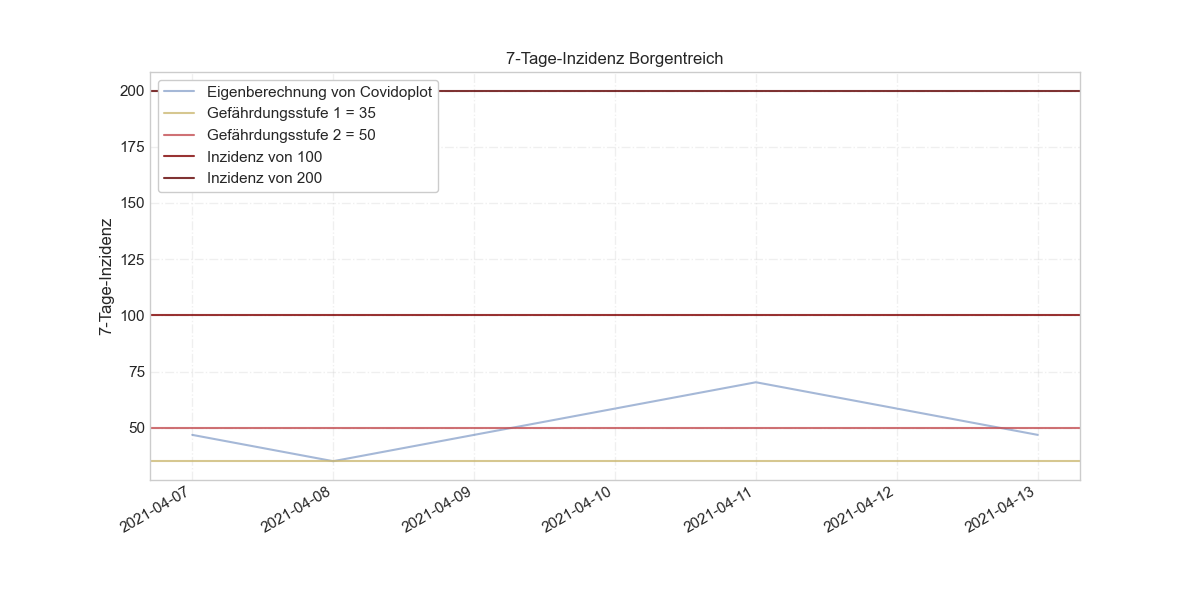 7-Tage-Inzidenz Borgentreich
Eigenberechnung von Covidoplot
Gefährdungsstufe 1 = 35
Gefährdungsstufe 2 = 50
Inzidenz von 100
Inzidenz von 200
7-Tage-Inzidenz
200
175
150
125
100
75
50
2021-04-07
2021-04-08
2021-04-09
2021-04-10
2021-04-11
2021-04-12
2021-04-13